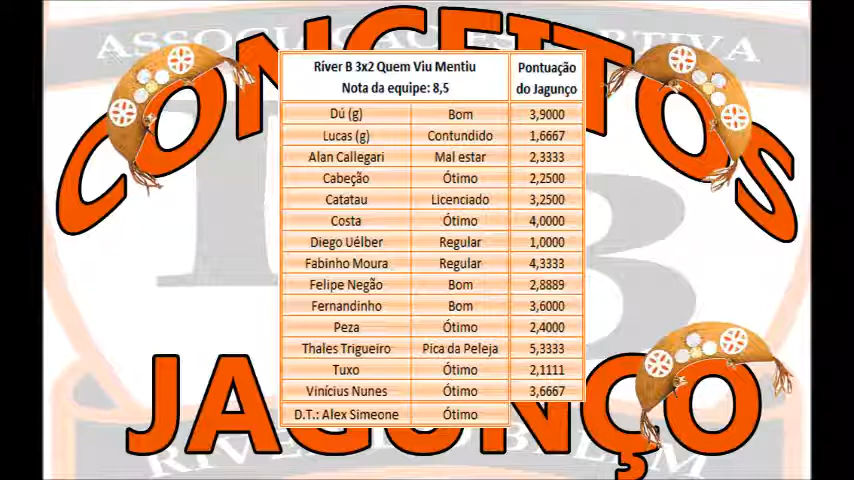 ASSOCIAÇÃO ESPORTIVA
CONCEITOS
River B 3x2 Quem Viu Mentiu
Nota da equipe: 8,5
Pontuação
do Jagunço
Dú (g) Bom 3,9000
Lucas (g) Contundido 1,6667
Alan Callegari Mal estar 2,3333
Cabeção Ótimo 2,2500
Catatau Licenciado 3,2500
Costa Ótimo 4,0000
Diego Uélber Regular 1,0000
Fabinho Moura Regular 4,3333
Felipe Negão Bom 2,8889
Fernandinho Bom 3,6000
Peza Ótimo 2,4000
Thales Trigueiro Pica da Peleja 5,3333
Tuxo Ótimo 2,1111
Vinícius Nunes Ótimo 3,6667
D.T.: Alex Simeone Ótimo
JAGUNÇO